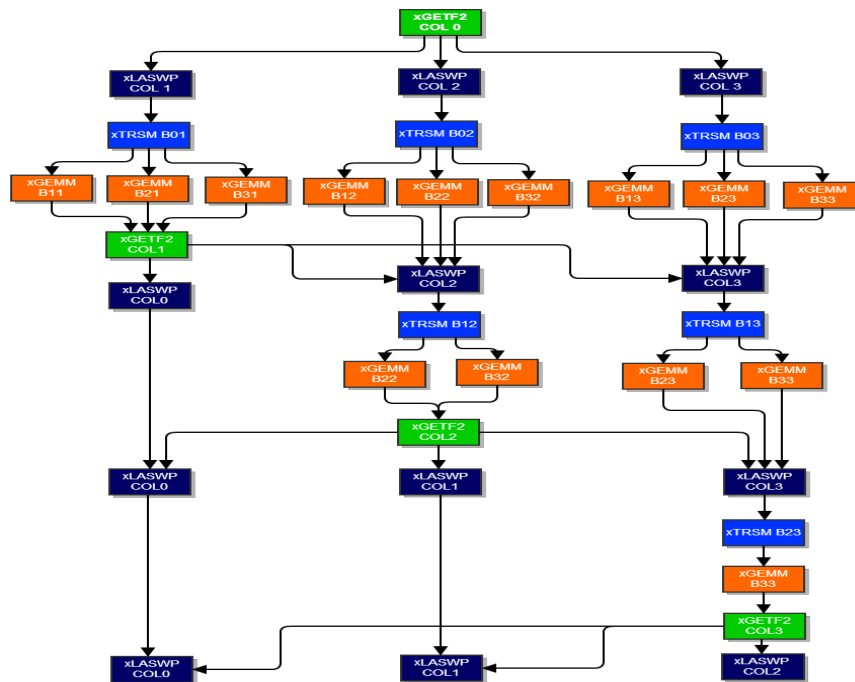 xGETF2
COL 0
xLASWP
COL 1
xLASWP
COL 2
xLASWP
COL 3
xTRSM B01
xTRSM B02
xTRSM B03
xGEMM
B11
xGEMM
B21
xGEMM
B31
xGEMM
B12
xGEMM
B22
xGEMM
B32
xGEMM
B13
xGEMM
B23
xGEMM
B33
xGETF2
COL1
xLASWP
COL2
xLASWP
COL3
xLASWP
COL0
xTRSM B12
xTRSM B13
xGEMM
B22
xGEMM
B32
xGEMM
B23
xGEMM
B33
xGETF2
COL2
xLASWP
COL0
xLASWP
COL1
xLASWP
COL3
xTRSM B23
xGEMM
B33
xGETF2
COL3
xLASWP
COL0
xLASWP
COL1
xLASWP
COL2